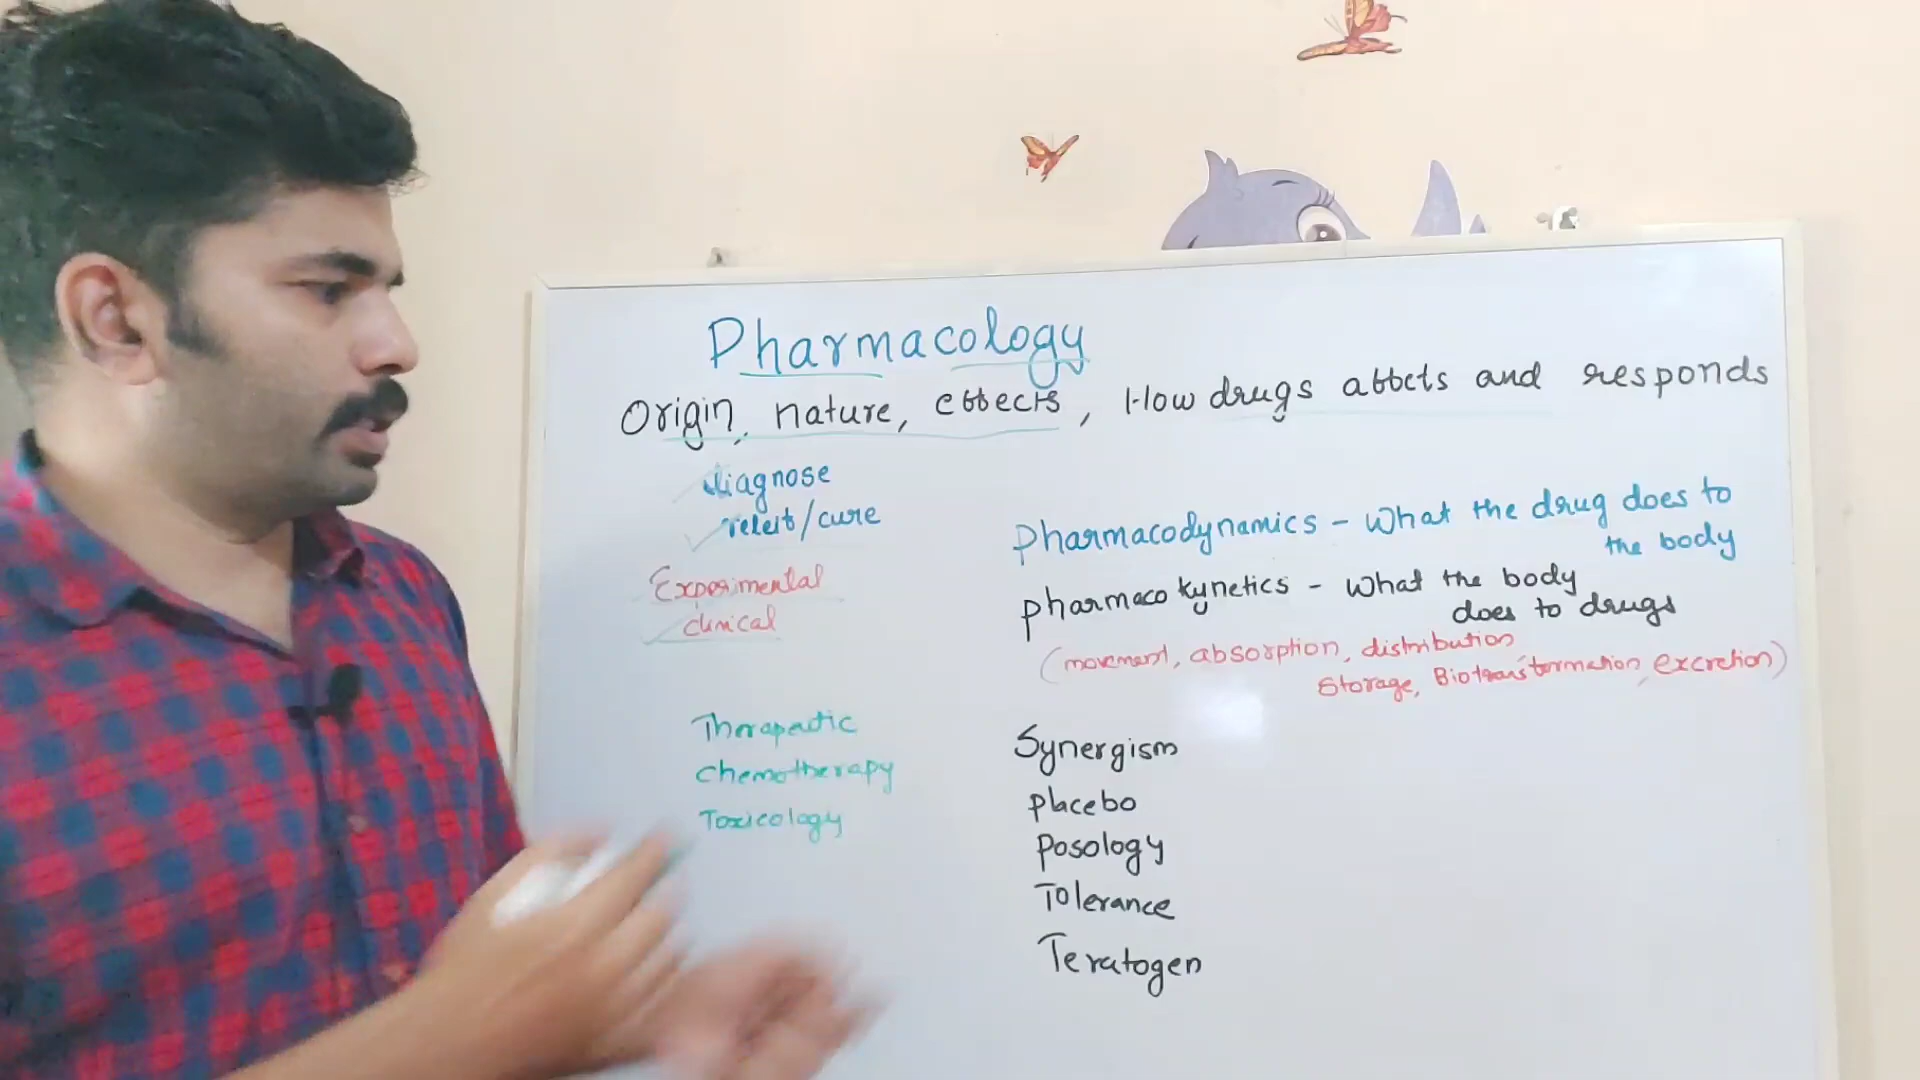 Pharmacology
Origin, nature, effects, How drugs affects and responds
diagnose
releif/cure
Experimental
clinical
Therapeutic
chemotherapy
Toxicology
Pharmacodynamics - What the drug does to
the body
pharmacokynetics - What the body
does to drugs
(movement, absorption, distribution
Storage, Biotransformation, excretion)
Synergism
placebo
Posology
Tolerance
Teratogen